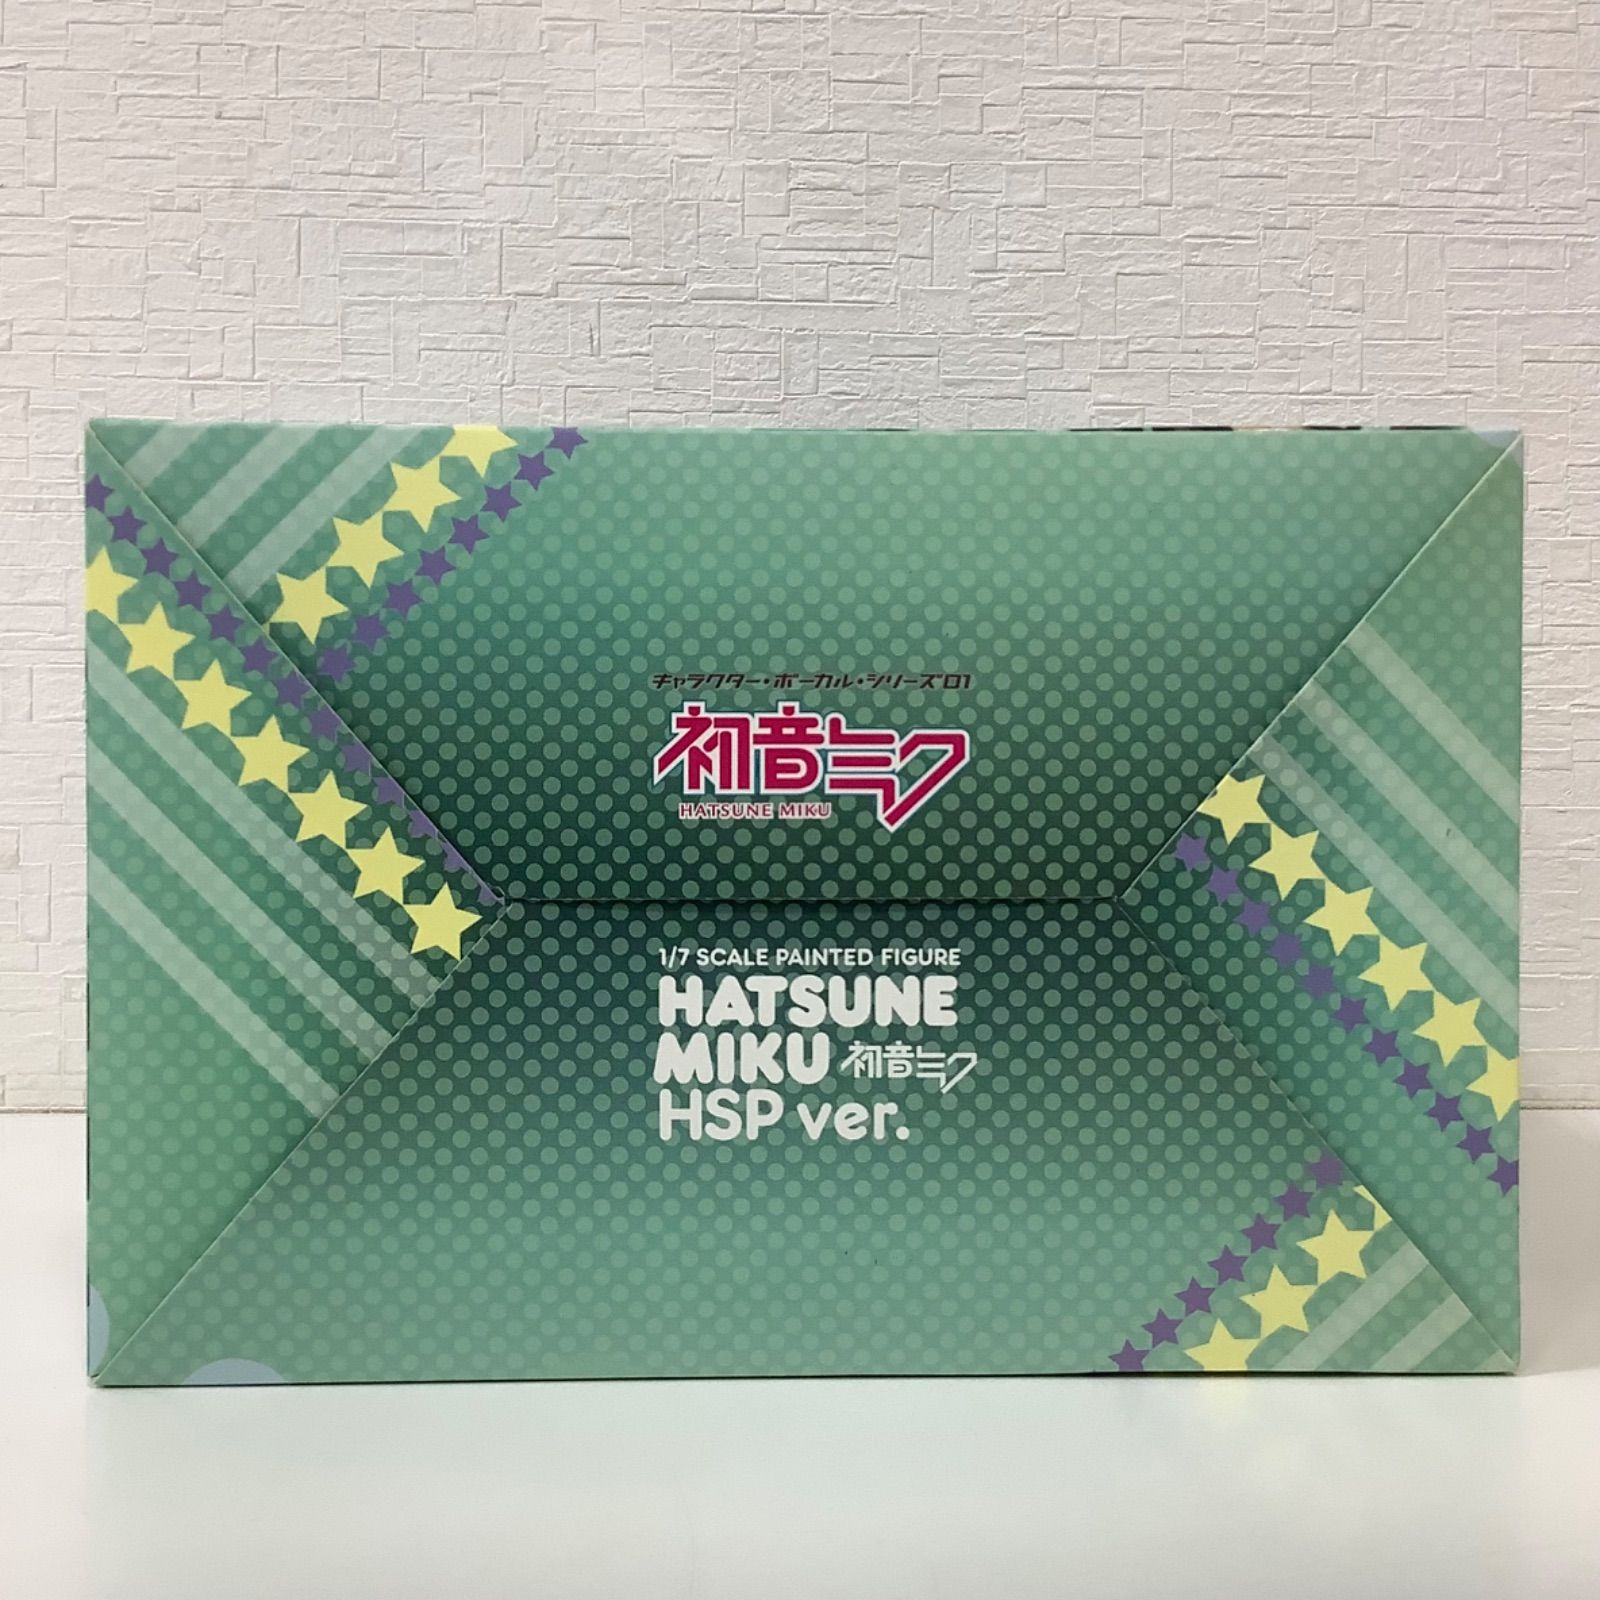 キャラクター・ボーカル・シリーズ01
初音ミク
HATSUNE MIKU
1/7 SCALE PAINTED FIGURE
HATSUNE
MIKU 初音ミク
HSP ver.